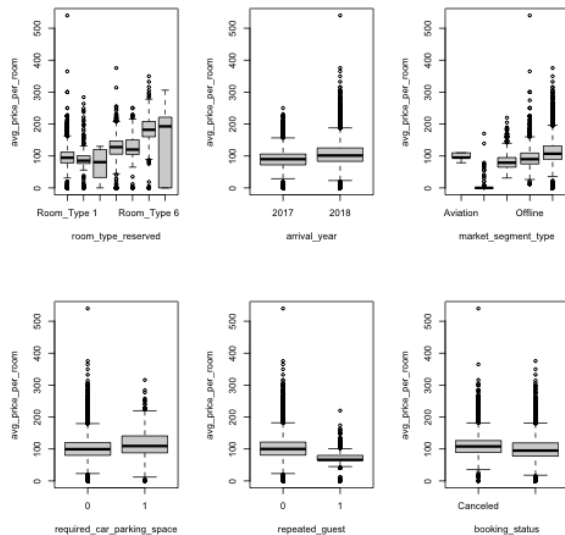 avg_price_per_room
0 100 200 300 400 500
Room_Type 1 Room_Type 6
room_type_reserved
avg_price_per_room
0 100 200 300 400 500
2017 2018
arrival_year
avg_price_per_room
0 100 200 300 400 500
Aviation Offline
market_segment_type
avg_price_per_room
0 100 200 300 400 500
0 1
required_car_parking_space
avg_price_per_room
0 100 200 300 400 500
0 1
repeated_guest
avg_price_per_room
0 100 200 300 400 500
Canceled
booking_status